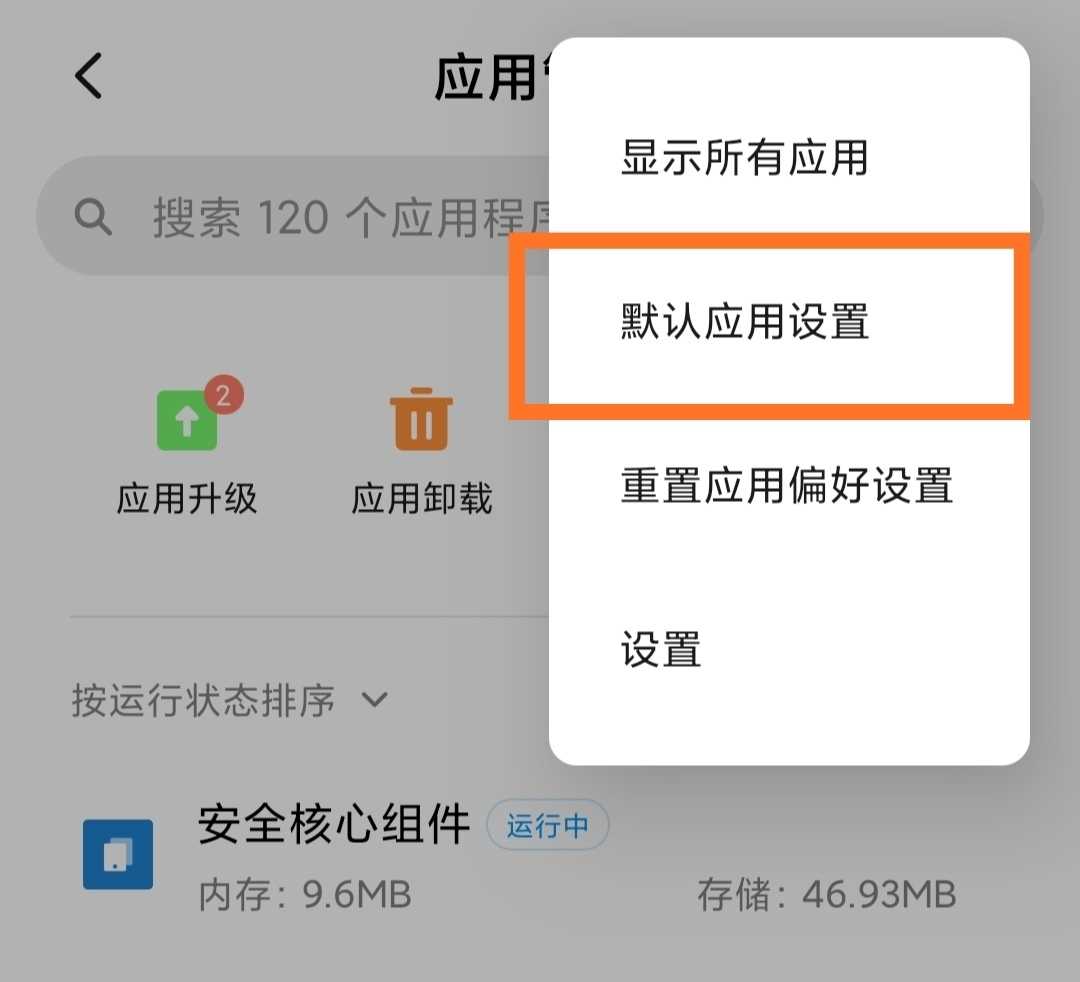 应用
显示所有应用
搜索 120 个应用程序
默认应用设置
2
应用升级
应用卸载
重置应用偏好设置
设置
按运行状态排序
安全核心组件
运行中
内存：9.6MB
存储：46.93MB